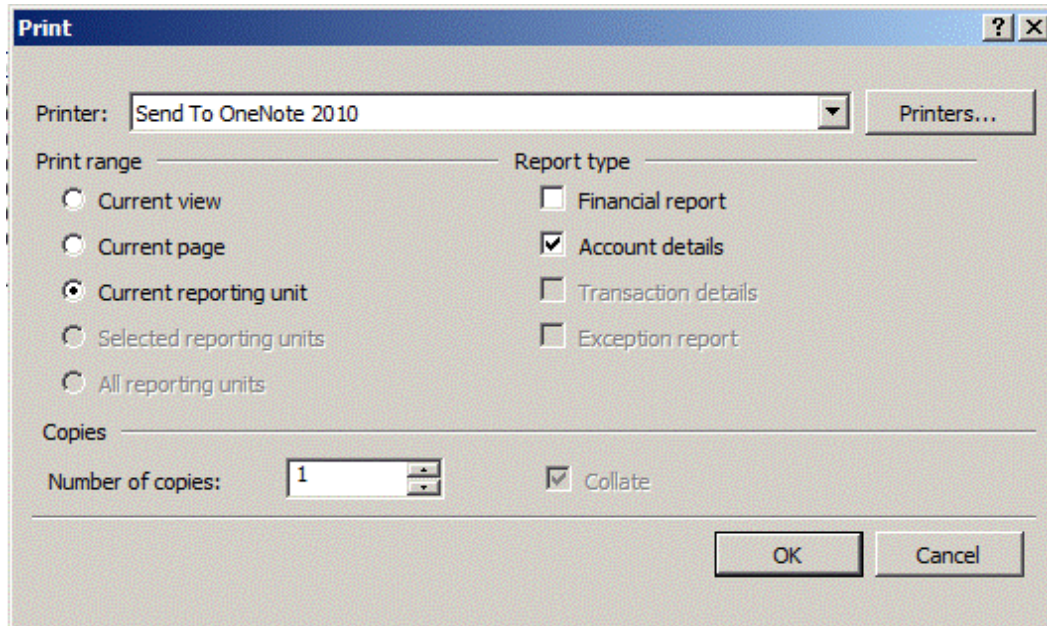 Print
Printer: Send To OneNote 2010 Printers...
Print range Report type
Current view Financial report
Current page Account details
Current reporting unit Transaction details
Selected reporting units Exception report
All reporting units
Copies
Number of copies: 1 Collate
OK Cancel